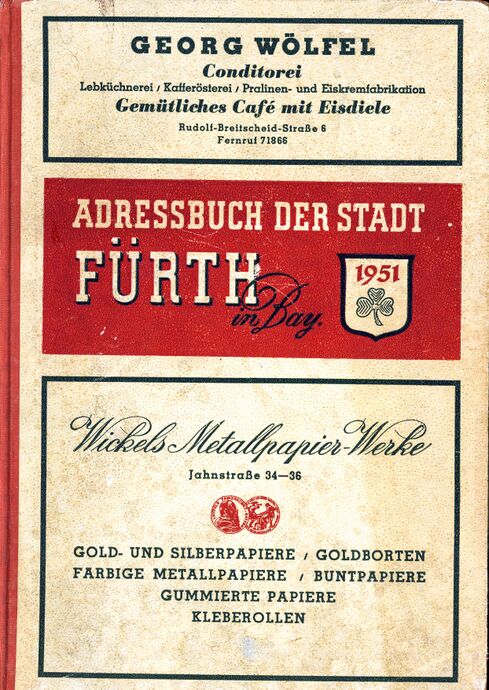 GEORG WÖLFEL
Conditorei
Lebküchnerei / Kafferösterei / Pralinen- und Eiskremfabrikation
Gemütliches Café mit Eisdiele
Rudolf-Breitscheid-Straße 6
Fernruf 71866
ADRESSBUCH DER STADT
FÜRTH
in Bay.
1951
Wickels Metallpapier-Werke
Jahnstraße 34—36
GOLD- UND SILBERPAPIERE / GOLDBORTEN
FARBIGE METALLPAPIERE / BUNTPAPIERE
GUMMIERTE PAPIERE
KLEBEROLLEN